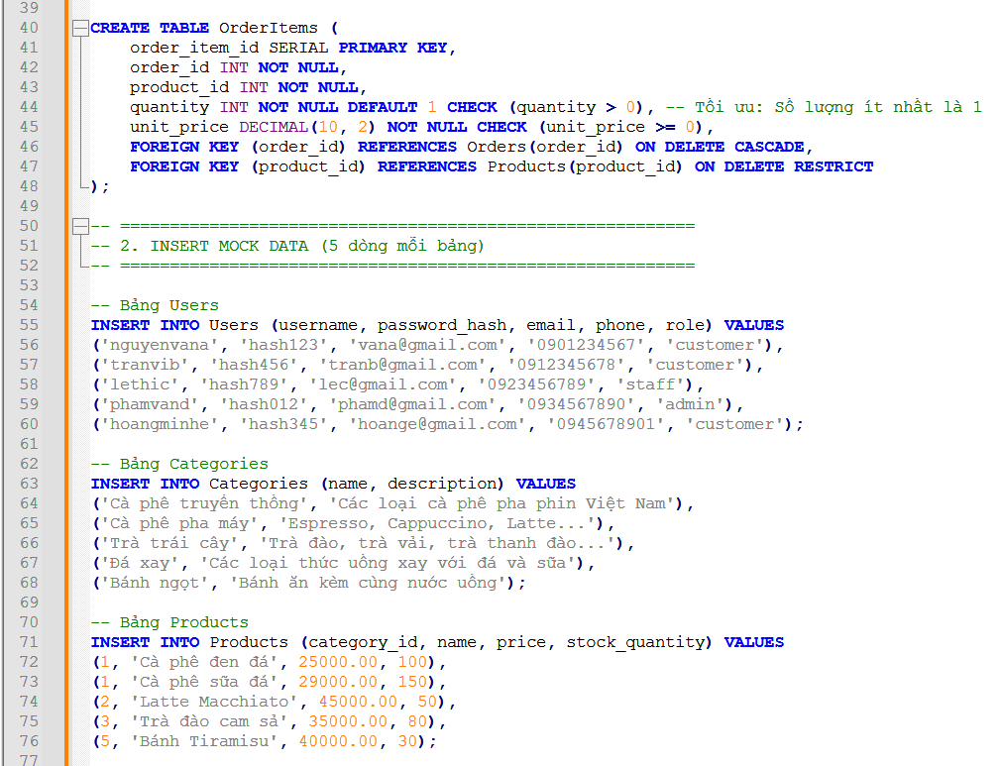 39
40 CREATE TABLE OrderItems (
41 order_item_id SERIAL PRIMARY KEY,
42 order_id INT NOT NULL,
43 product_id INT NOT NULL,
44 quantity INT NOT NULL DEFAULT 1 CHECK (quantity > 0), -- Tối ưu: Số lượng ít nhất là 1
45 unit_price DECIMAL(10, 2) NOT NULL CHECK (unit_price >= 0),
46 FOREIGN KEY (order_id) REFERENCES Orders(order_id) ON DELETE CASCADE,
47 FOREIGN KEY (product_id) REFERENCES Products(product_id) ON DELETE RESTRICT
48 );
49
50 -- ==========================================================
51 -- 2. INSERT MOCK DATA (5 dòng mỗi bảng)
52 -- ==========================================================
53
54 -- Bảng Users
55 INSERT INTO Users (username, password_hash, email, phone, role) VALUES
56 ('nguyenvana', 'hash123', 'vana@gmail.com', '0901234567', 'customer'),
57 ('tranvib', 'hash456', 'tranb@gmail.com', '0912345678', 'customer'),
58 ('lethic', 'hash789', 'lec@gmail.com', '0923456789', 'staff'),
59 ('phamvand', 'hash012', 'phamd@gmail.com', '0934567890', 'admin'),
60 ('hoangminhe', 'hash345', 'hoange@gmail.com', '0945678901', 'customer');
61
62 -- Bảng Categories
63 INSERT INTO Categories (name, description) VALUES
64 ('Cà phê truyền thống', 'Các loại cà phê pha phin Việt Nam'),
65 ('Cà phê pha máy', 'Espresso, Cappuccino, Latte...'),
66 ('Trà trái cây', 'Trà đào, trà vải, trà thanh đào...'),
67 ('Đá xay', 'Các loại thức uống xay với đá và sữa'),
68 ('Bánh ngọt', 'Bánh ăn kèm cùng nước uống');
69
70 -- Bảng Products
71 INSERT INTO Products (category_id, name, price, stock_quantity) VALUES
72 (1, 'Cà phê đen đá', 25000.00, 100),
73 (1, 'Cà phê sữa đá', 29000.00, 150),
74 (2, 'Latte Macchiato', 45000.00, 50),
75 (3, 'Trà đào cam sả', 35000.00, 80),
76 (5, 'Bánh Tiramisu', 40000.00, 30);
77